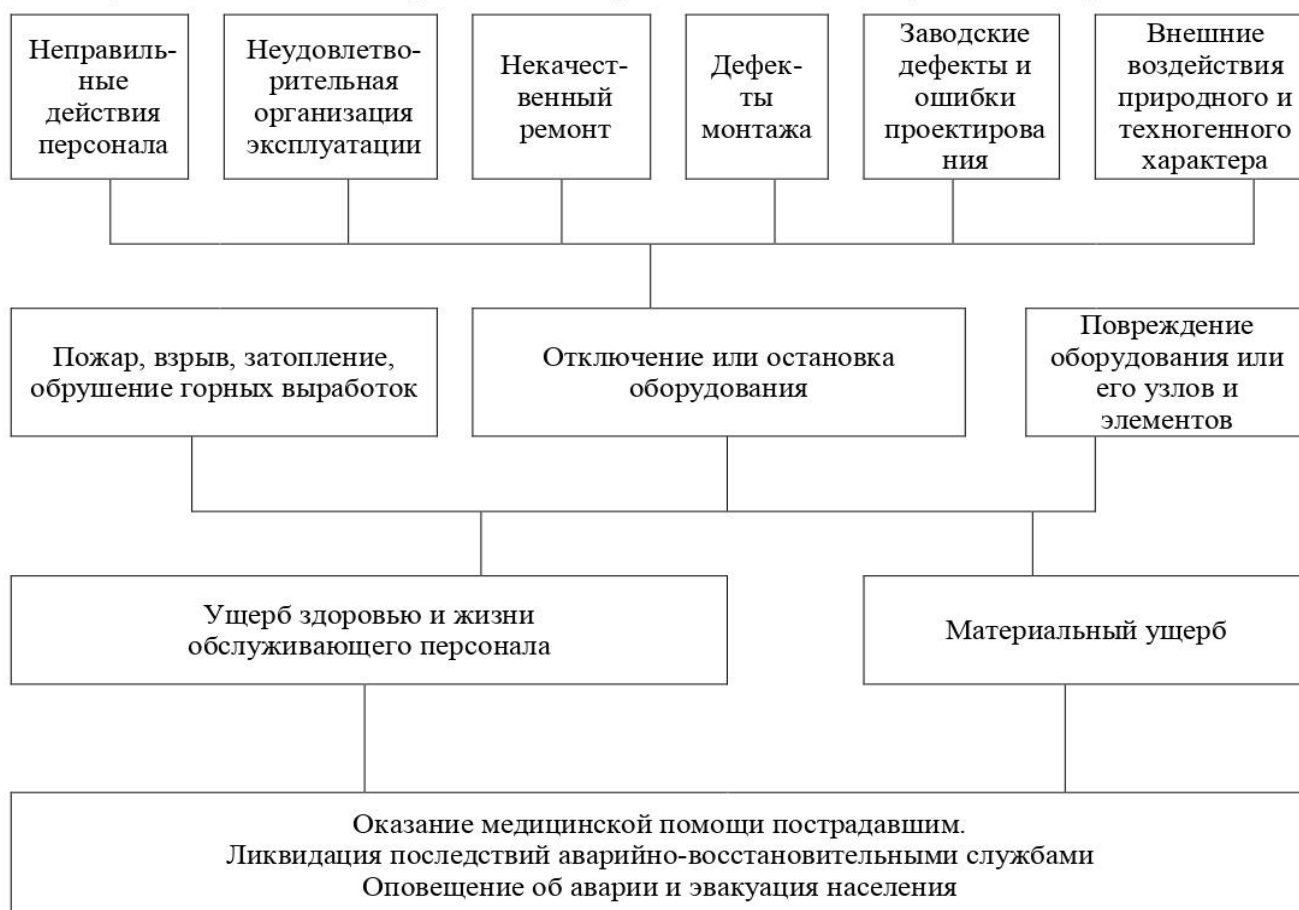 Неправиль-
ные
действия
персонала
Неудовлетво-
рительная
организация
эксплуатации
Некачест-
венный
ремонт
Дефек-
ты
монтажа
Заводские
дефекты и
ошибки
проектирова
ния
Внешние
воздействия
природного и
техногенного
характера
Пожар, взрыв, затопление,
обрушение горных выработок
Отключение или остановка
оборудования
Повреждение
оборудования или
его узлов и
элементов
Ущерб здоровью и жизни
обслуживающего персонала
Материальный ущерб
Оказание медицинской помощи пострадавшим.
Ликвидация последствий аварийно-восстановительными службами
Оповещение об аварии и эвакуация населения